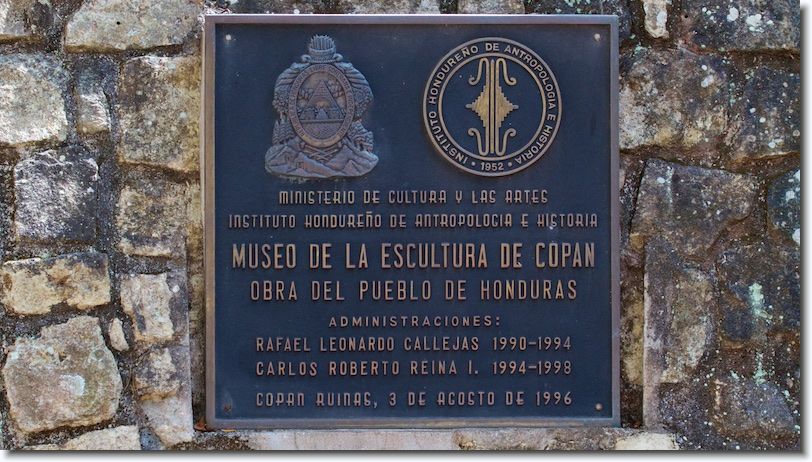 INSTITUTO HONDUREÑO DE ANTROPOLOGIA E HISTORIA
1952
MINISTERIO DE CULTURA Y LAS ARTES
INSTITUTO HONDUREÑO DE ANTROPOLOGIA E HISTORIA
MUSEO DE LA ESCULTURA DE COPAN
OBRA DEL PUEBLO DE HONDURAS
ADMINISTRACIONES:
RAFAEL LEONARDO CALLEJAS 1990-1994
CARLOS ROBERTO REINA I. 1994-1998
COPAN RUINAS, 3 DE AGOSTO DE 1996